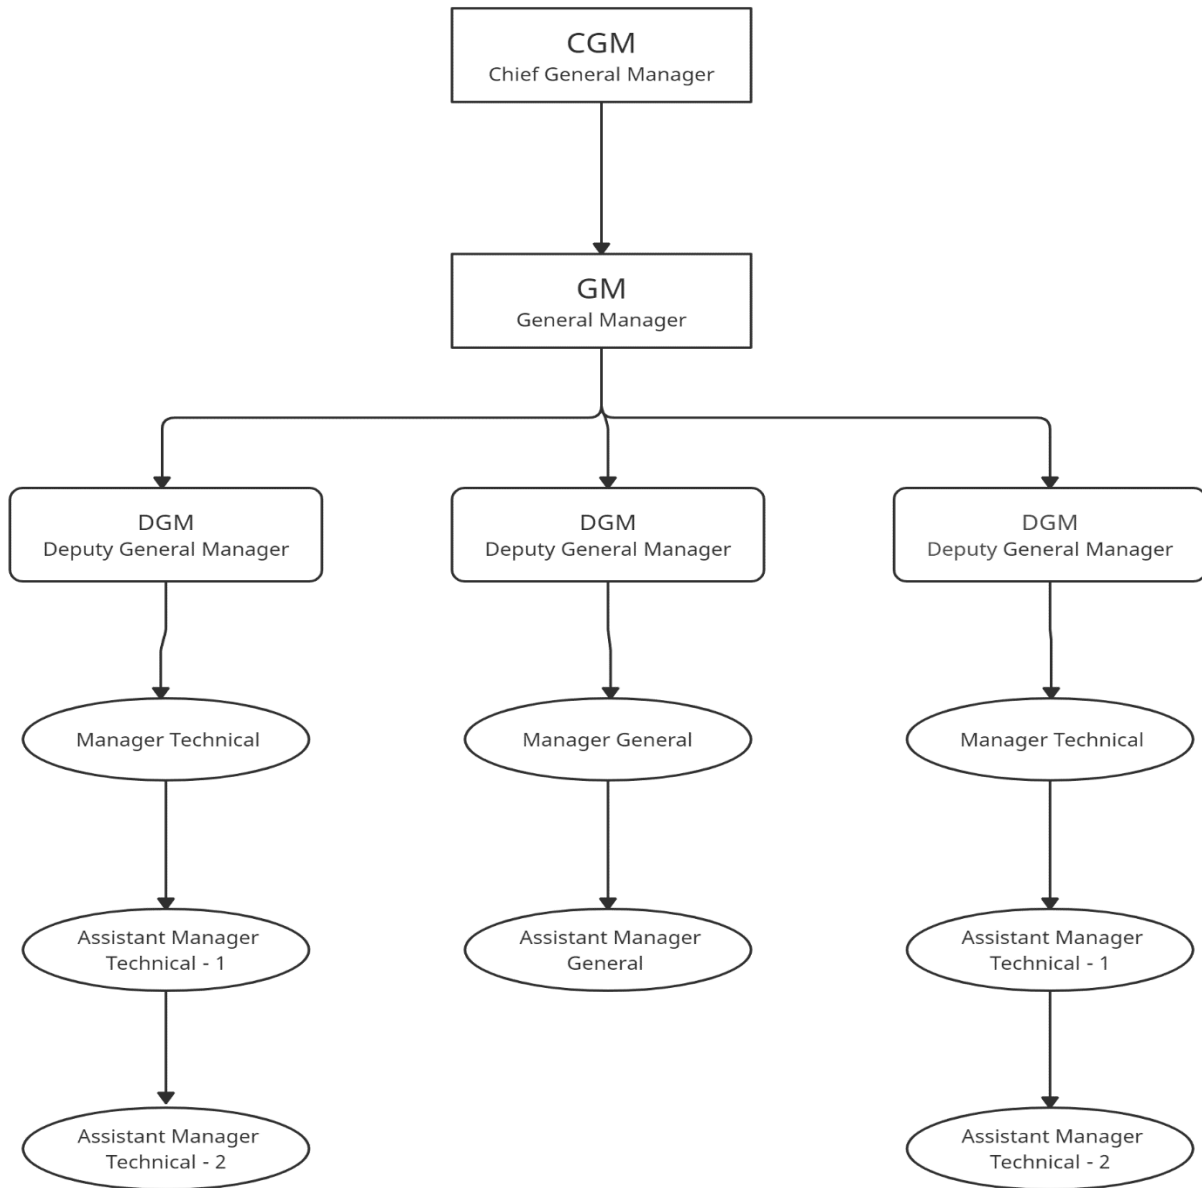 CGM
Chief General Manager
GM
General Manager
DGM
Deputy General Manager
DGM
Deputy General Manager
DGM
Deputy General Manager
Manager Technical
Manager General
Manager Technical
Assistant Manager
Technical - 1
Assistant Manager
General
Assistant Manager
Technical - 1
Assistant Manager
Technical - 2
Assistant Manager
Technical - 2